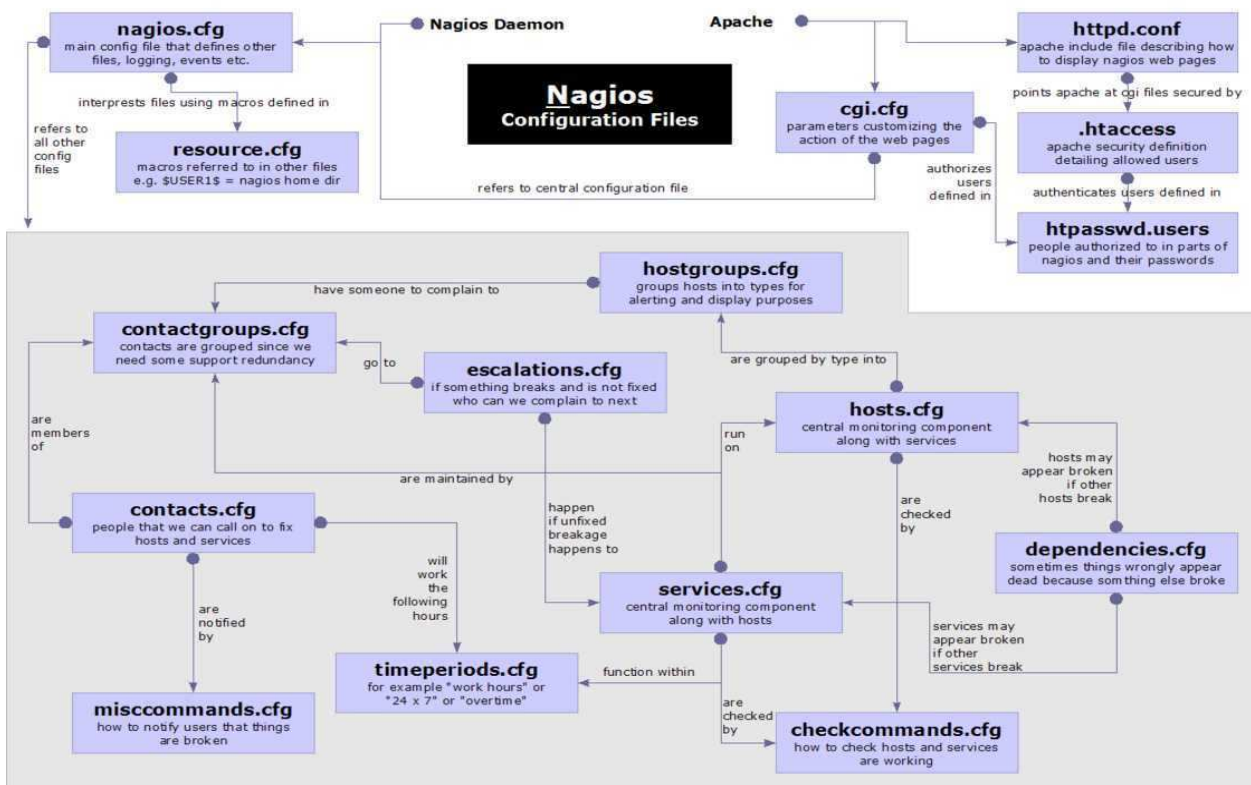 Nagios Daemon
Apache
nagios.cfg
main config file that defines other
files, logging, events etc.
httpd.conf
apache include file describing how
to display nagios web pages
Nagios
Configuration Files
interprests files using macros defined in
points apache at cgi files secured by
cgi.cfg
parameters customizing the
action of the web pages
refers to
all other
config
files
resource.cfg
macros referred to in other files
e.g. $USER1$ = nagios home dir
.htaccess
apache security definition
detailing allowed users
refers to central configuration file
authorizes
users
defined in
authenticates users defined in
htpasswd.users
people authorized to in parts of
nagios and their passwords
hostgroups.cfg
groups hosts into types for
alerting and display purposes
have someone to complain to
contactgroups.cfg
contacts are grouped since we
need some support redundancy
go to
are grouped by type into
escalations.cfg
if something breaks and is not fixed
who can we complain to next
hosts.cfg
central monitoring component
along with services
are
members
of
run
on
are maintained by
hosts may
appear broken
if other
hosts break
contacts.cfg
people that we can call on to fix
hosts and services
happen
if unfixed
breakage
happens to
are
checked
by
dependencies.cfg
sometimes things wrongly appear
dead because somthing else broke
will
work
the
following
hours
services.cfg
central monitoring component
along with hosts
are
notified
by
services may
appear broken
if other
services break
timeperiods.cfg
for example "work hours" or
"24 x 7" or "overtime"
function within
misccommands.cfg
how to notify users that things
are broken
are
checked
by
checkcommands.cfg
how to check hosts and services
are working